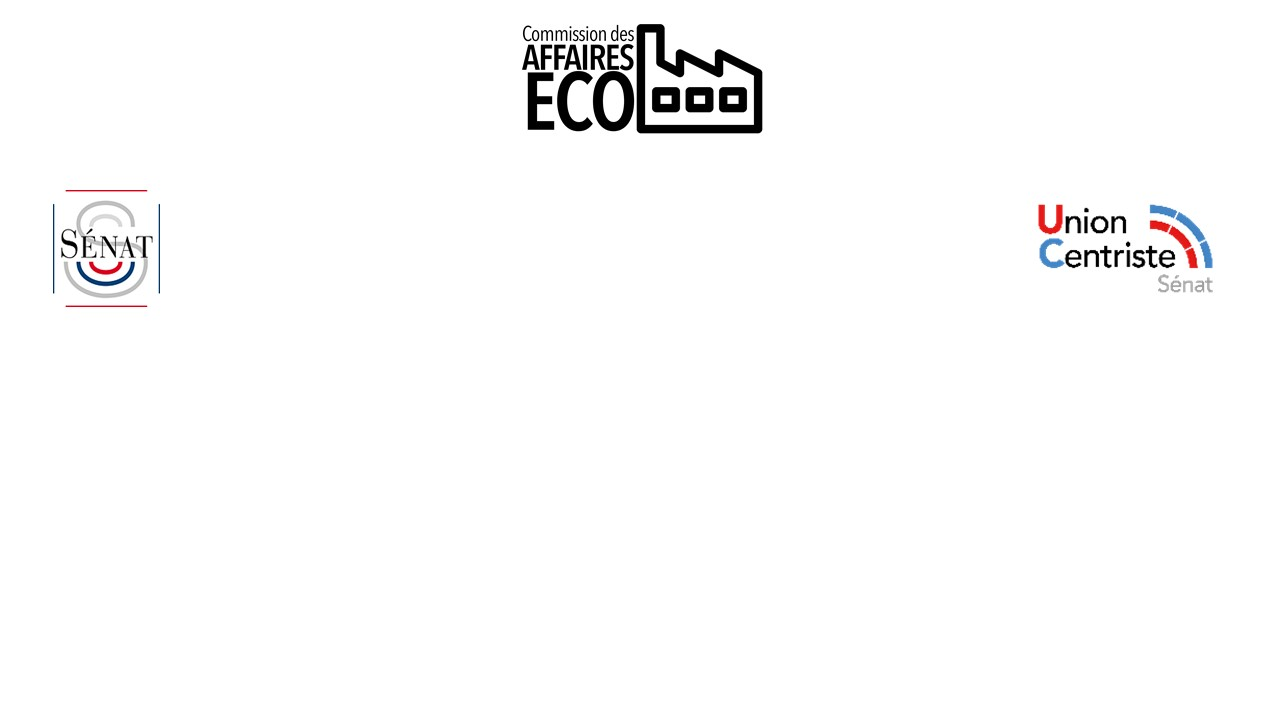 Commission des
AFFAIRES
ECO
SÉNAT
Union
Centriste
Sénat